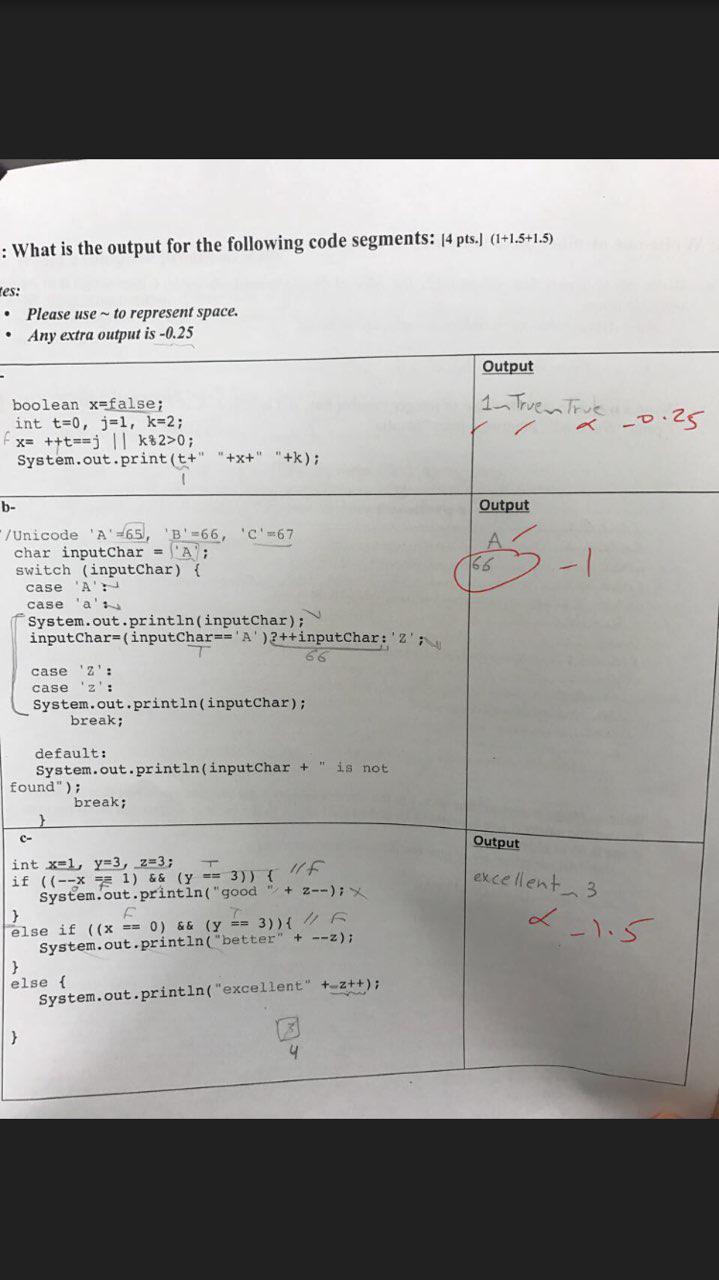 : What is the output for the following code segments: [4 pts.] (1+1.5+1.5)
tes:
• Please use ~ to represent space.
• Any extra output is -0.25
Output
boolean x=false;
int t=0, j=1, k=2;
x= ++t==j || k%2>0;
System.out.print(t+" "+x+" "+k);
1
1~True~True
-0.25
b-
Output
//Unicode 'A'=65, 'B'=66, 'C'=67
char inputChar = 'A';
switch (inputChar) {
case 'A':
case 'a':
System.out.println(inputChar);
inputChar=(inputChar=='A')?++inputChar:'Z';
T
66
case 'Z':
case 'z':
System.out.println(inputChar);
break;
default:
System.out.println(inputChar + " is not
found");
break;
}
A
66
-1
c-
Output
int x=1, y=3, z=3;
T
if ((--x == 1) && (y == 3)) { //F
System.out.println("good " + z--); X
}
F T
else if ((x == 0) && (y == 3)){ // F
System.out.println("better" + --z);
}
else {
System.out.println("excellent" + z++);
3
4
}
excellent~3
-1.5